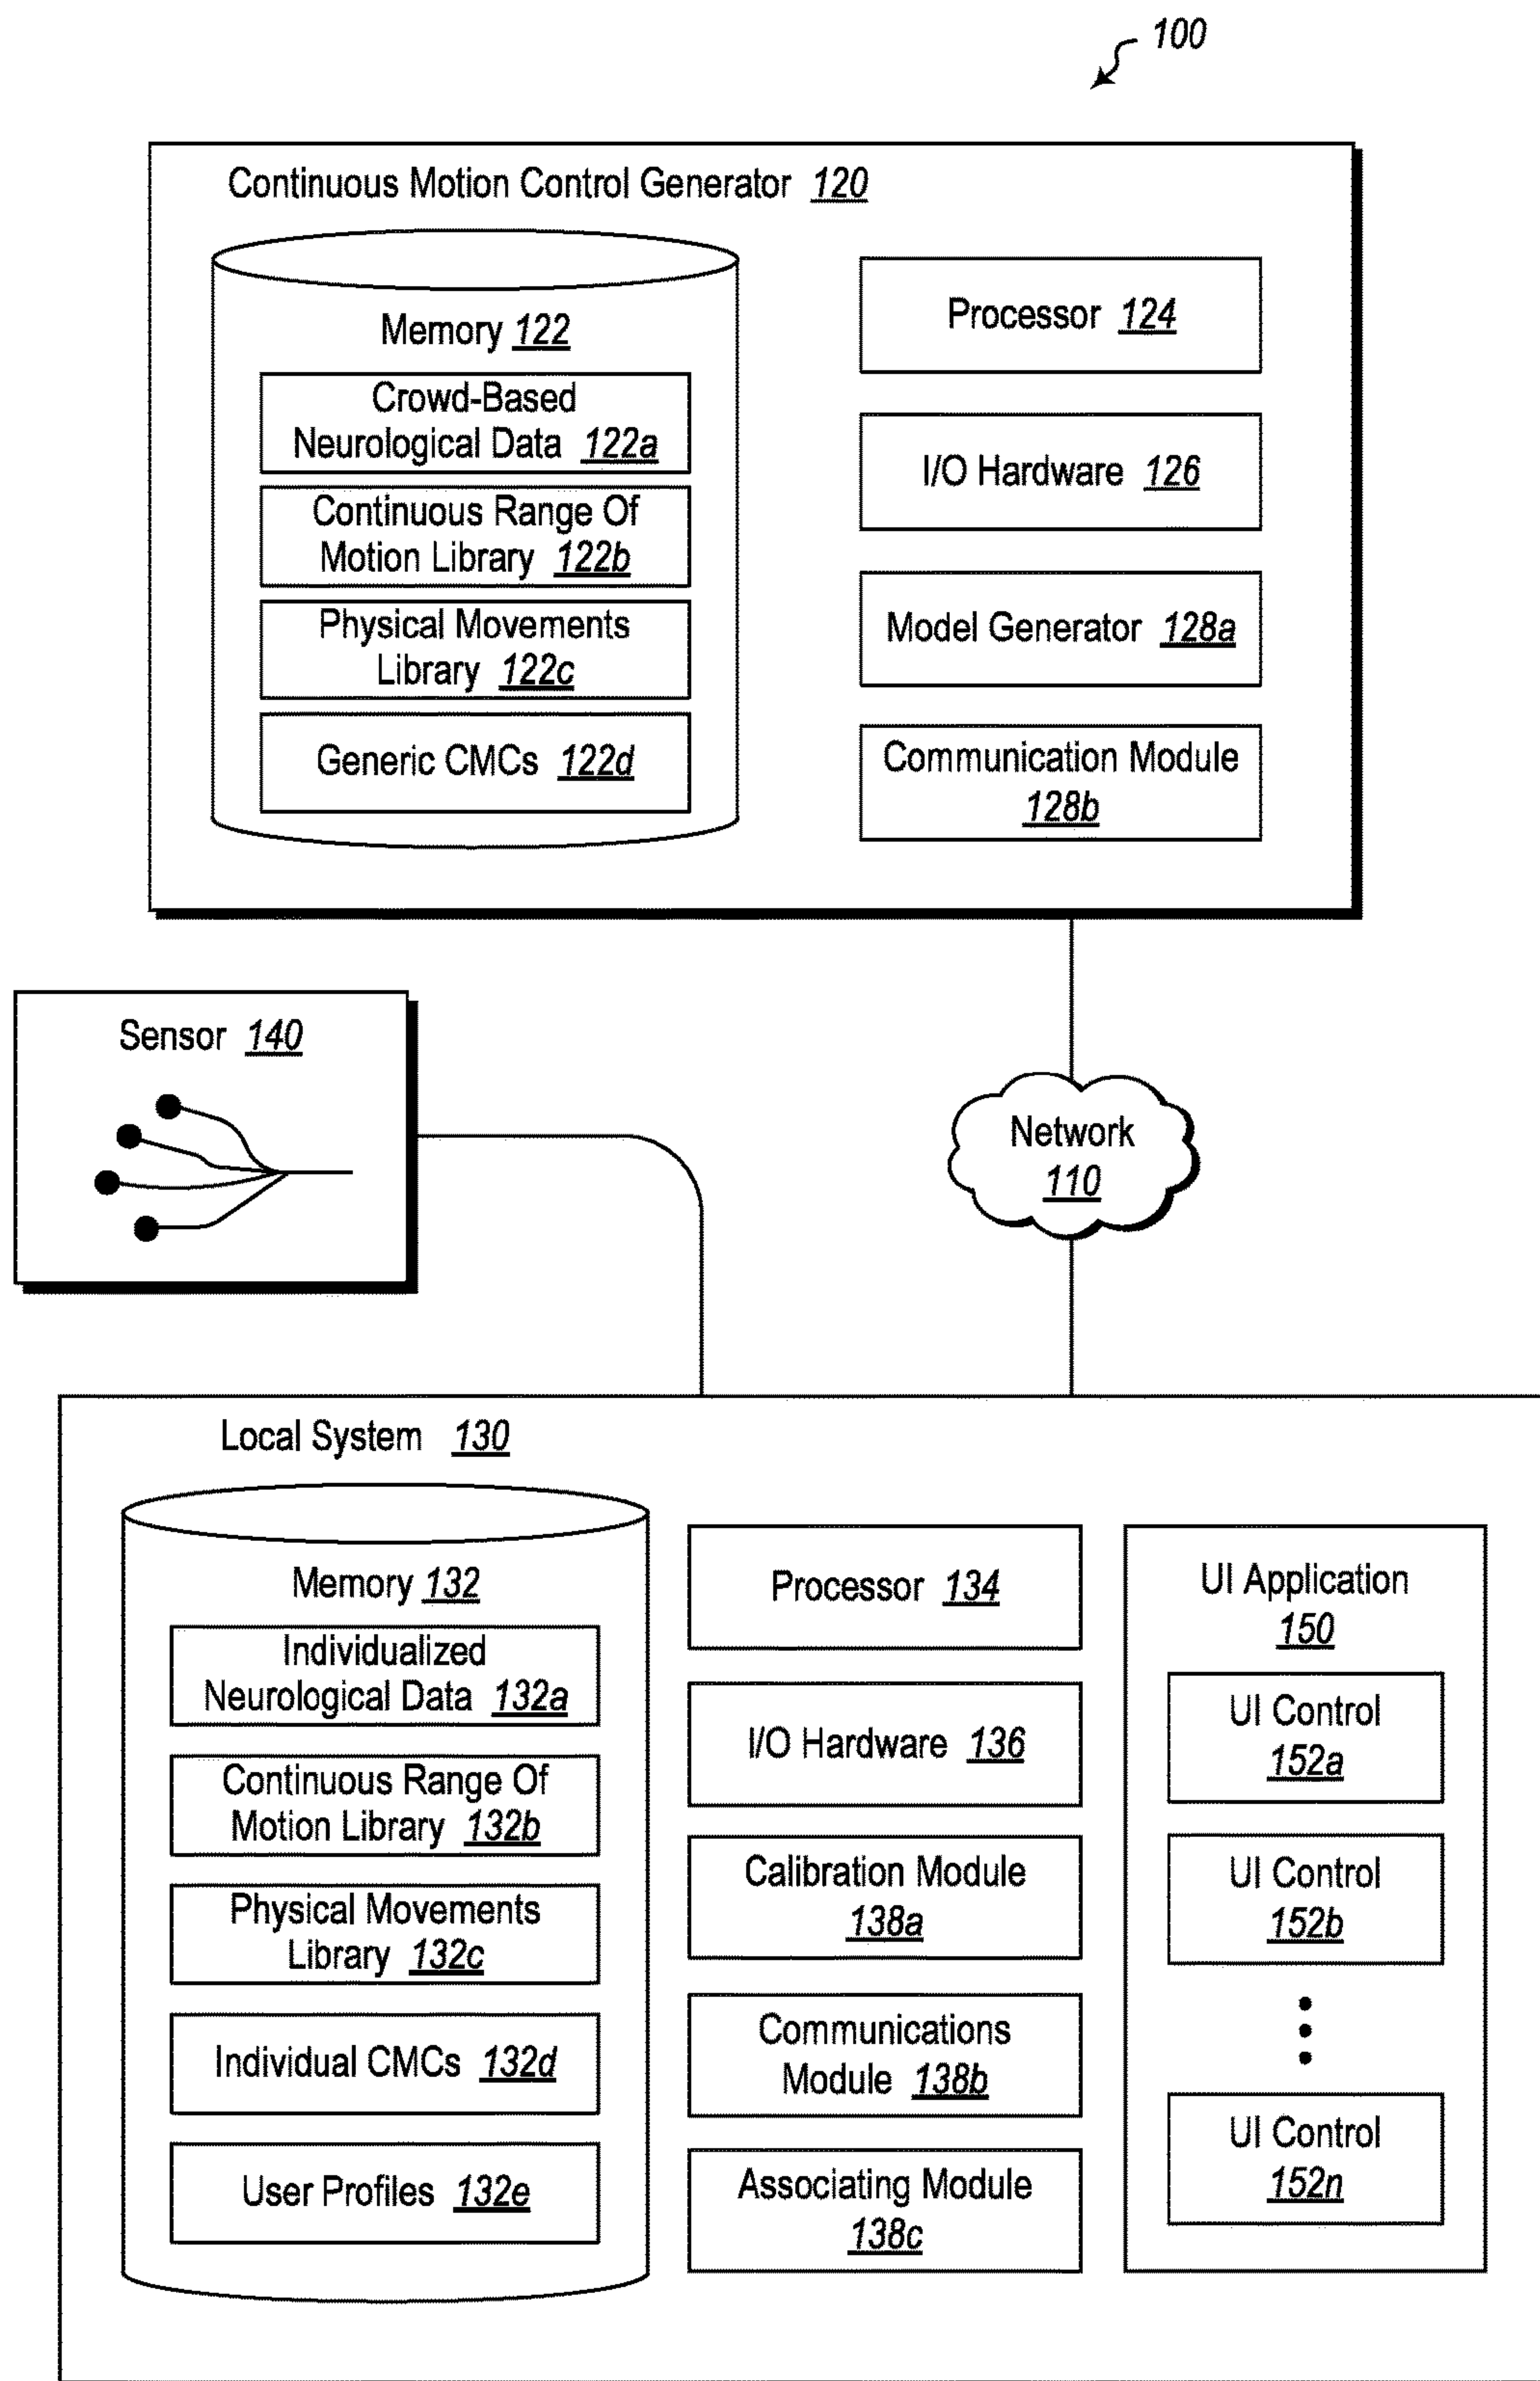 100
Continuous Motion Control Generator 120
Memory 122
Crowd-Based
Neurological Data 122a
Continuous Range Of
Motion Library 122b
Physical Movements
Library 122c
Generic CMCs 122d
Processor 124
I/O Hardware 126
Model Generator 128a
Communication Module
128b
Sensor 140
Network
110
Local System 130
Memory 132
Individualized
Neurological Data 132a
Continuous Range Of
Motion Library 132b
Physical Movements
Library 132c
Individual CMCs 132d
User Profiles 132e
Processor 134
I/O Hardware 136
Calibration Module
138a
Communications
Module 138b
Associating Module
138c
UI Application
150
UI Control
152a
UI Control
152b
UI Control
152n